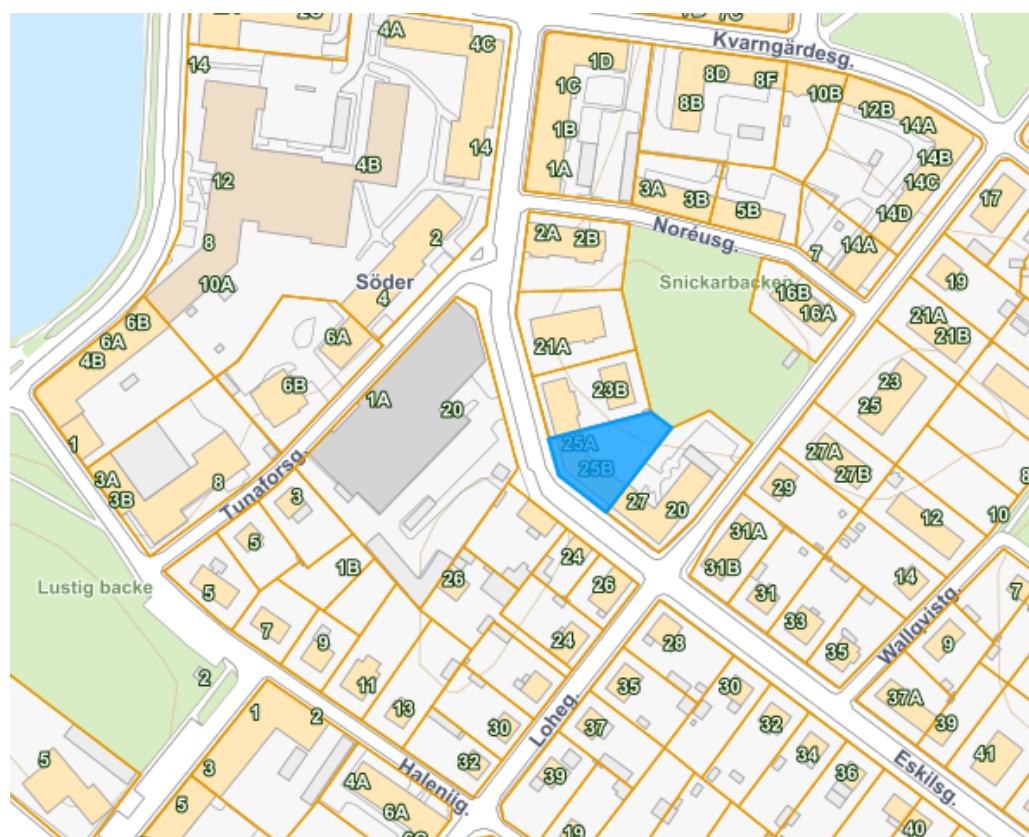 2C
4A
4C
1D
7C
Kvarngärdesg.
14
1C
8D
8F
8B
10B
12B
14A
1B
14B
4B
14
1A
14C
12
3A
3B
5B
14D
17
8
2
2A
2B
Noréusg.
7
14A
10A
Söder
4
Snickarbacken
16B
16A
19
6B
6A
4B
6A
21A
21A
21B
6B
1A
20
23B
23
25
1
25A
27A
27B
3A
3B
8
Tunaforsg.
25B
27
20
29
8
3
31A
12
10
5
1B
24
Lustig backe
5
26
26
31B
31
14
7
7
9
24
28
33
35
Wallqvistg.
9
2
11
35
30
37A
1
2
13
30
Loheg.
37
32
39
5
3
32
39
34
41
Haleniig.
4A
36
Eskilsg.
5
6A
19
40